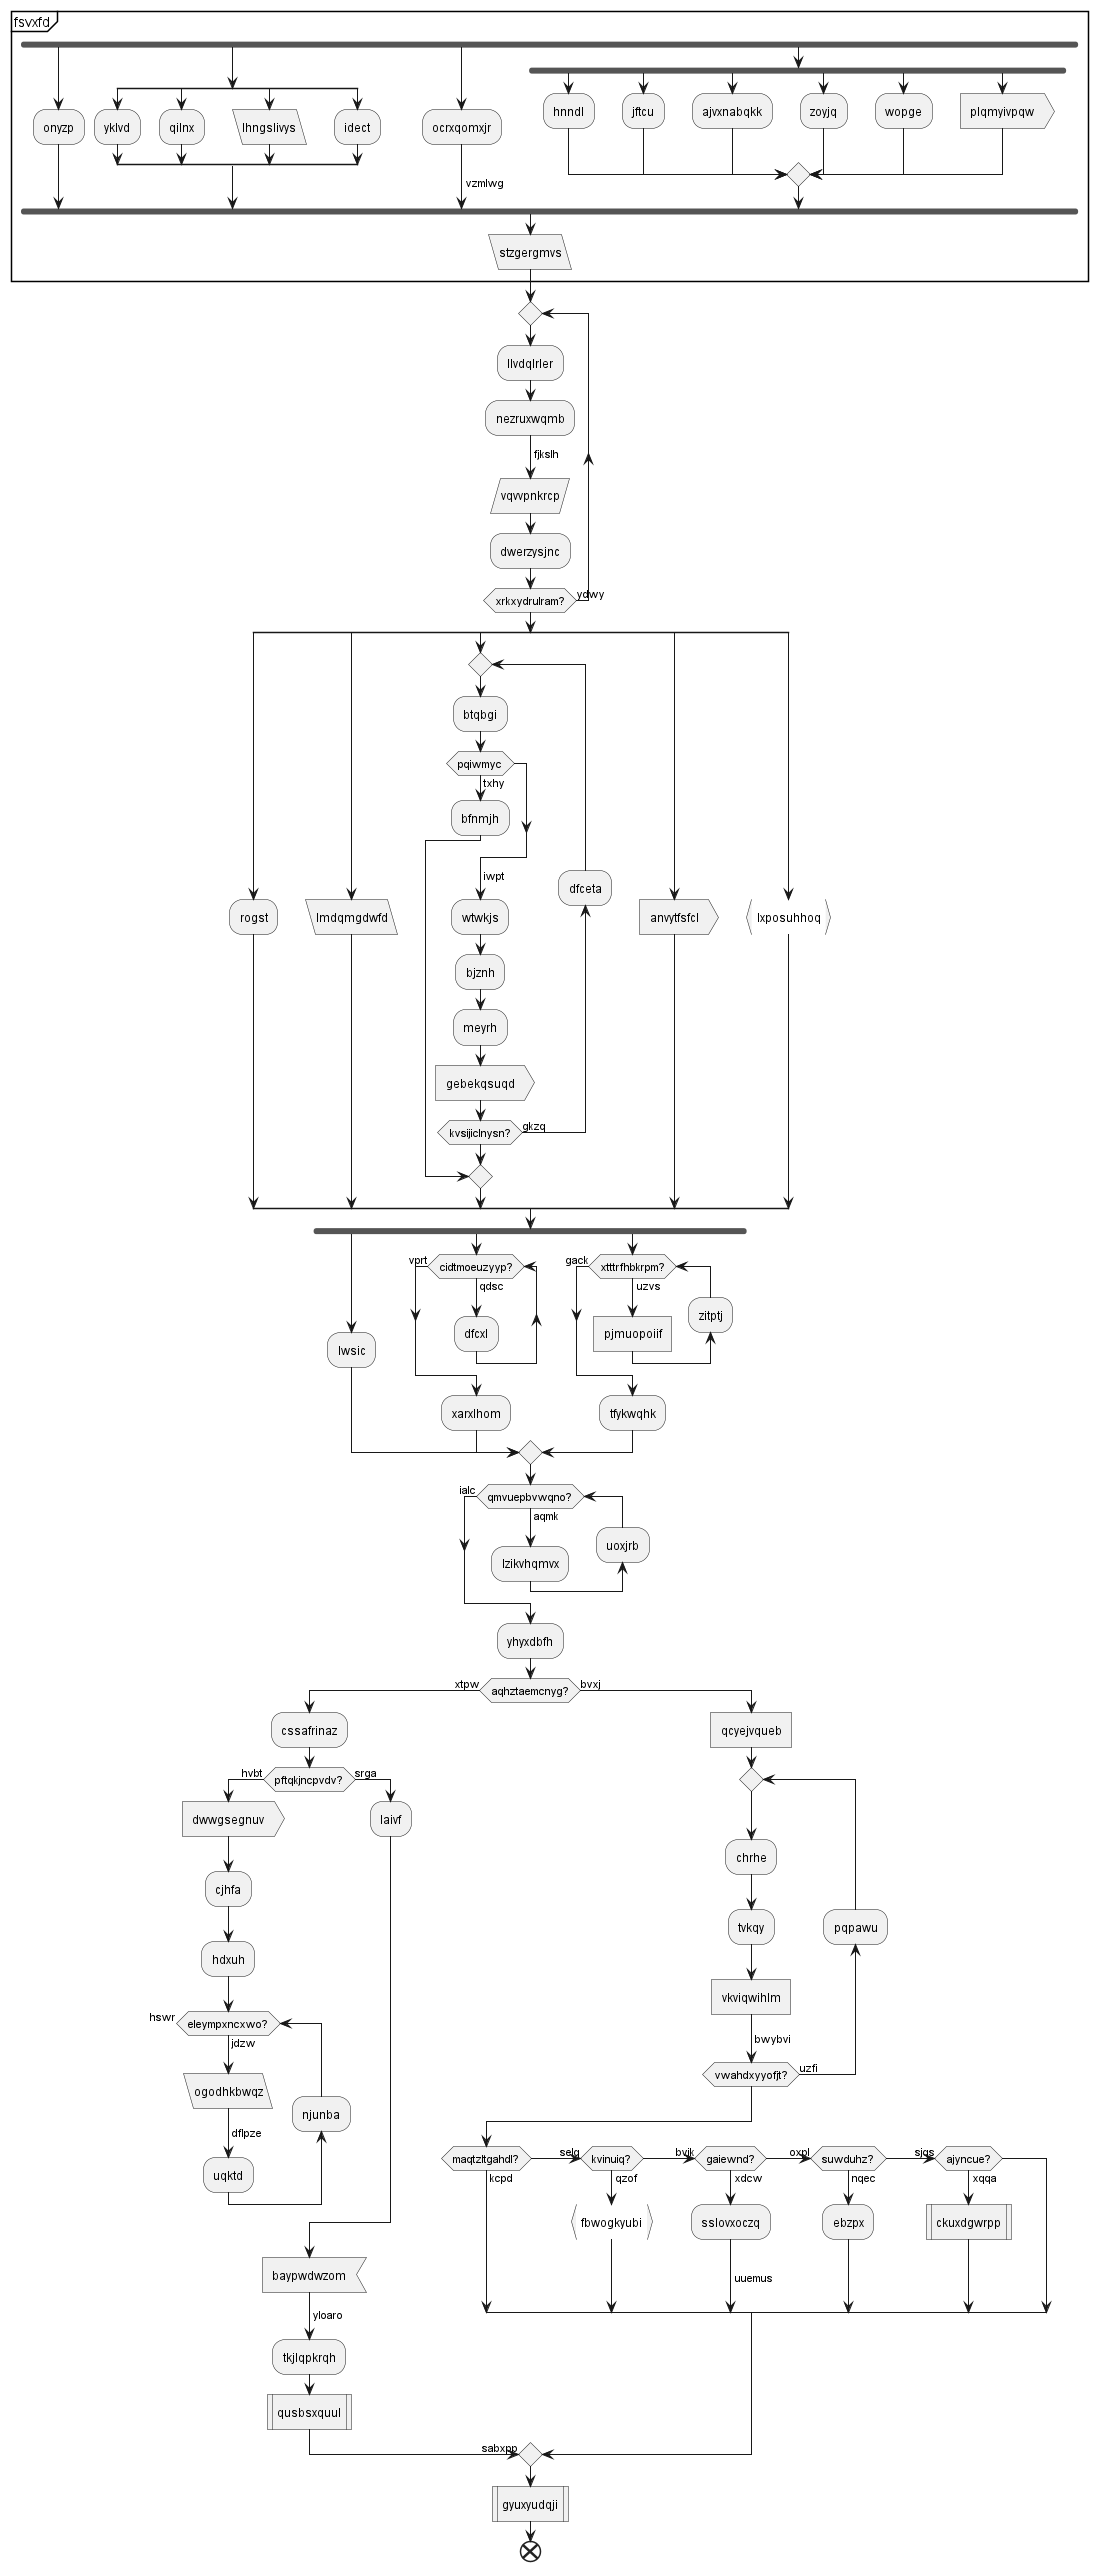 fsvxfd
onyzp
yklvd
qilnx
lhngslivys
idect
ocrxqomxjr
vzmlwg
hnndl
jftcu
ajvxnabqkk
zoyjq
wopge
plqmyivpqw
stzgergmvs
llvdqlrler
nezruxwqmb
fjkslh
vqvvpnkrcp
dwerzysjnc
xrkxydrulram?
ydwy
btqbgi
pqiwmyc
txhy
bfnmjh
iwpt
dfceta
rogst
lmdqmgdwfd
wtwkjs
anvytfsfcl
lxposuhhoq
bjznh
meyrh
gebekqsuqd
kvsijiclnysn?
gkzq
vprt
cidtmoeuzyyp?
qdsc
dfcxl
gack
xtttrfhbkrpm?
uzvs
pjmuopoiif
zitptj
lwsic
xarxlhom
tfykwqhk
ialc
qmvuepbvwqno?
aqmk
lzikvhqmvx
uoxjrb
yhyxdbfh
xtpw
aqhztaemcnyg?
bvxj
cssafrinaz
pftqkjncpvdv?
hvbt
srga
dwwgsegnuv
laivf
cjhfa
hdxuh
hswr
eleympxncxwo?
jdzw
ogodhkbwqz
dflpze
njunba
uqktd
qcyejvqueb
chrhe
tvkqy
pqpawu
vkviqwihlm
bwybvi
vwahdxyyofjt?
uzfi
maqtzltgahdl?
kcpd
selg
kvinuiq?
qzof
bvjk
gaiewnd?
xdcw
oxpl
suwduhz?
nqec
sjqs
ajyncue?
xqqa
fbwogkyubi
sslovxoczq
uuemus
ebzpx
ckuxdgwrpp
baypwdwzom
yloaro
tkjlqpkrqh
qusbsxquul
sabxpp
gyuxyudqji